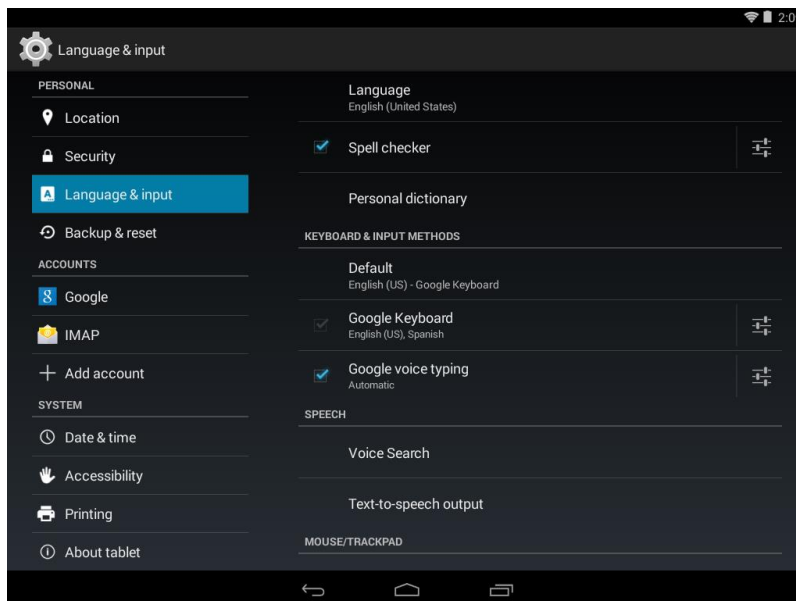 2:0
Language & input
PERSONAL
Location
Security
Language & input
Backup & reset
ACCOUNTS
Google
IMAP
Add account
SYSTEM
Date & time
Accessibility
Printing
About tablet
Language
English (United States)
Spell checker
Personal dictionary
KEYBOARD & INPUT METHODS
Default
English (US) - Google Keyboard
Google Keyboard
English (US), Spanish
Google voice typing
Automatic
SPEECH
Voice Search
Text-to-speech output
MOUSE/TRACKPAD